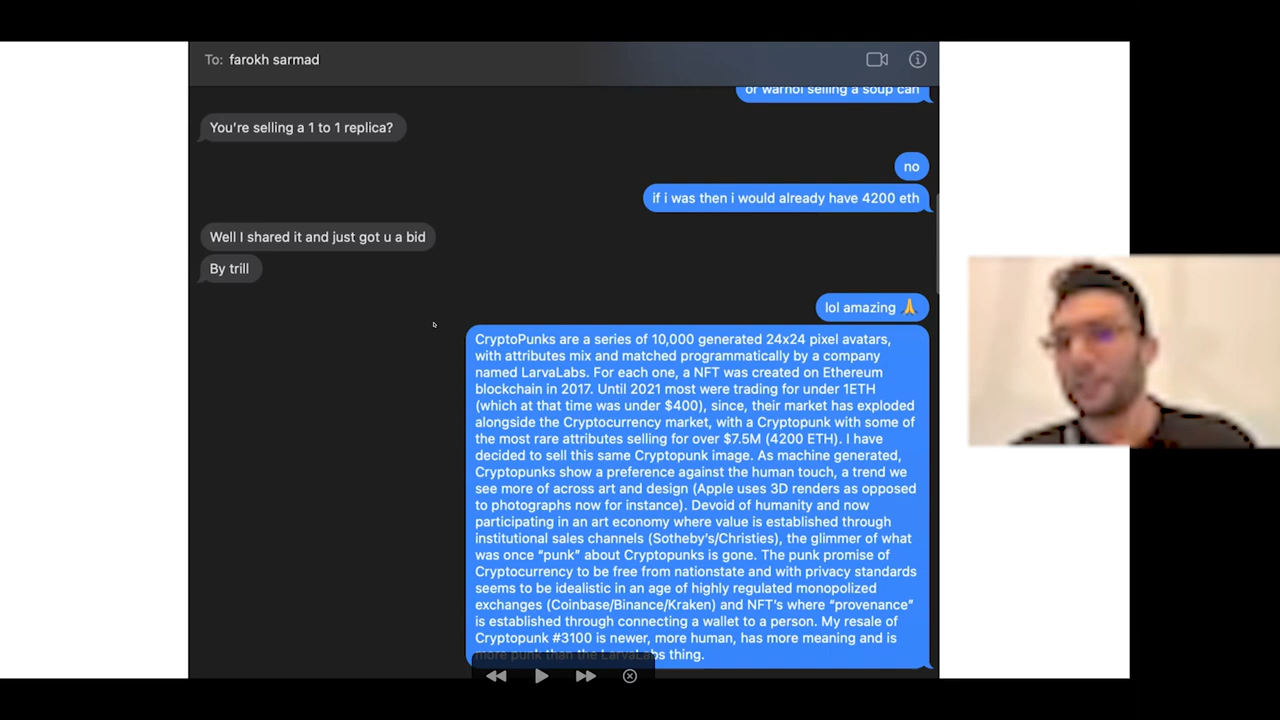 To: farokh sarmad
or warhol selling a soup can
You're selling a 1 to 1 replica?
no
if i was then i would already have 4200 eth
Well I shared it and just got u a bid
By trill
lol amazing 🙏
CryptoPunks are a series of 10,000 generated 24x24 pixel avatars,
with attributes mix and matched programmatically by a company
named LarvaLabs. For each one, a NFT was created on Ethereum
blockchain in 2017. Until 2021 most were trading for under 1ETH
(which at that time was under $400), since, their market has exploded
alongside the Cryptocurrency market, with a Cryptopunk with some of
the most rare attributes selling for over $7.5M (4200 ETH). I have
decided to sell this same Cryptopunk image. As machine generated,
Cryptopunks show a preference against the human touch, a trend we
see more of across art and design (Apple uses 3D renders as opposed
to photographs now for instance). Devoid of humanity and now
participating in an art economy where value is established through
institutional sales channels (Sotheby's/Christies), the glimmer of what
was once "punk" about Cryptopunks is gone. The punk promise of
Cryptocurrency to be free from nationstate and with privacy standards
seems to be idealistic in an age of highly regulated monopolized
exchanges (Coinbase/Binance/Kraken) and NFT's where "provenance"
is established through connecting a wallet to a person. My resale of
Cryptopunk #3100 is newer, more human, has more meaning and is
more punk than the LarvaLabs thing.